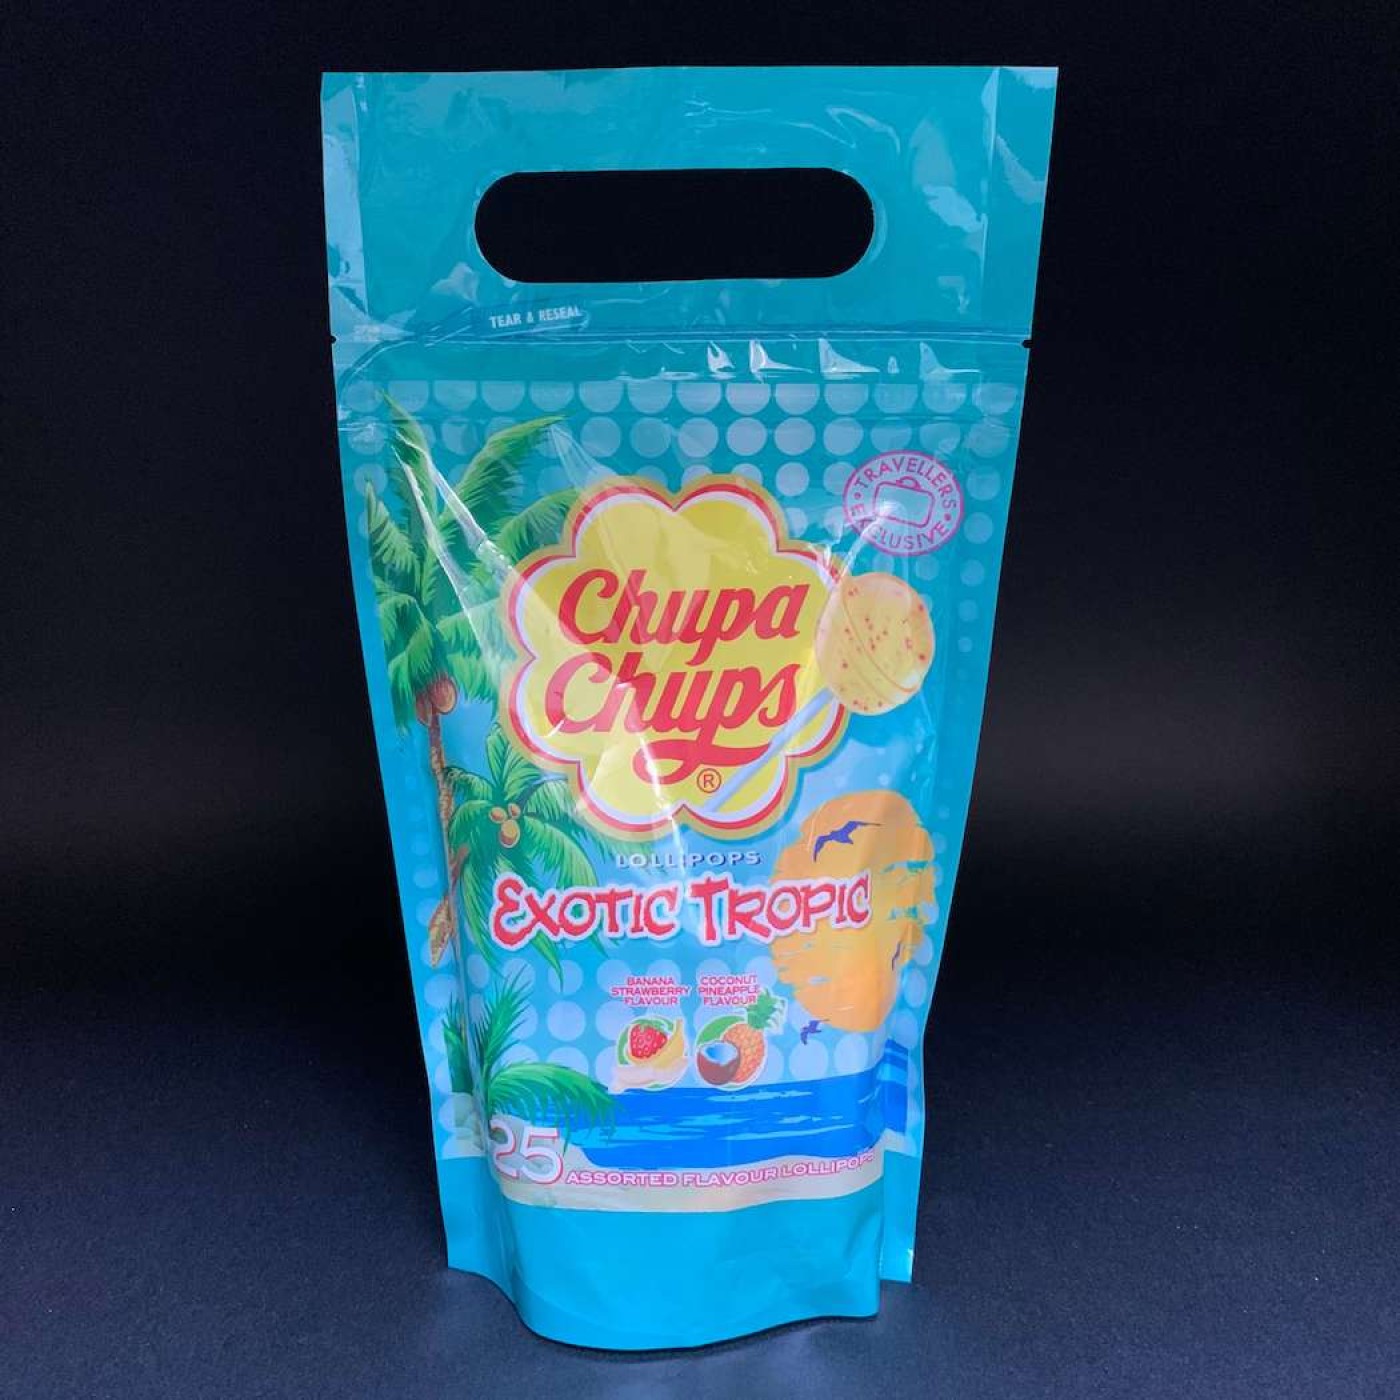 TEAR & RESEAL
TRAVELLERS
EXCLUSIVE
Chupa
Chups
®
LOLLIPOPS
EXOTIC TROPIC
BANANA
STRAWBERRY
FLAVOUR
COCONUT
PINEAPPLE
FLAVOUR
25 ASSORTED FLAVOUR LOLLIPOPS